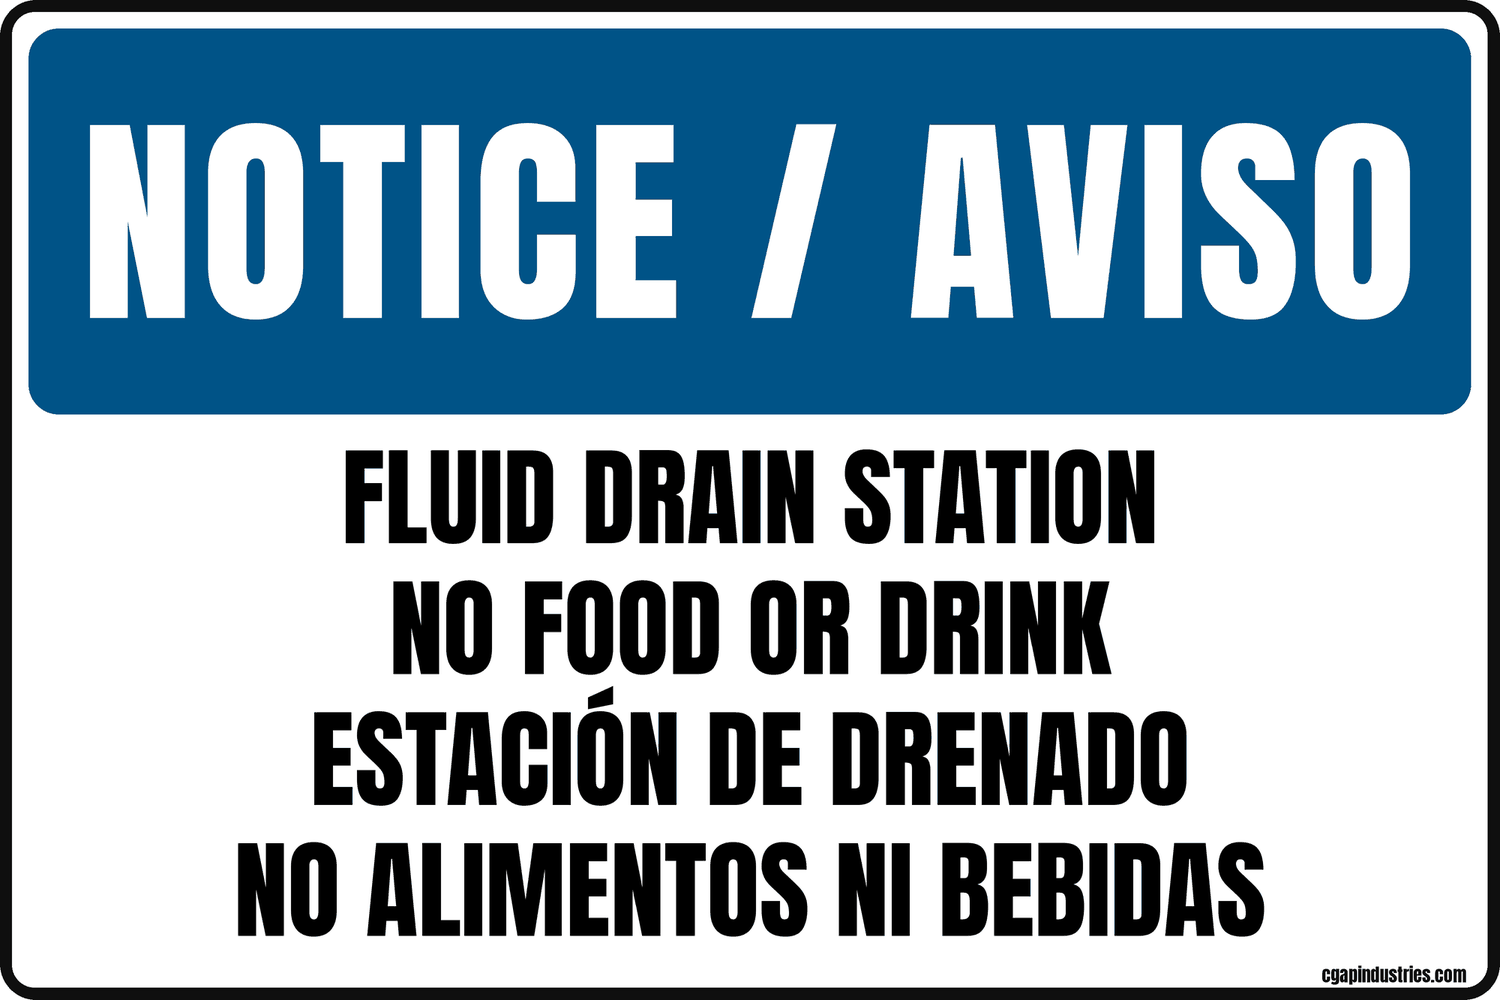 NOTICE / AVISO
FLUID DRAIN STATION
NO FOOD OR DRINK
ESTACIÓN DE DRENADO
NO ALIMENTOS NI BEBIDAS
cgapindustries.com